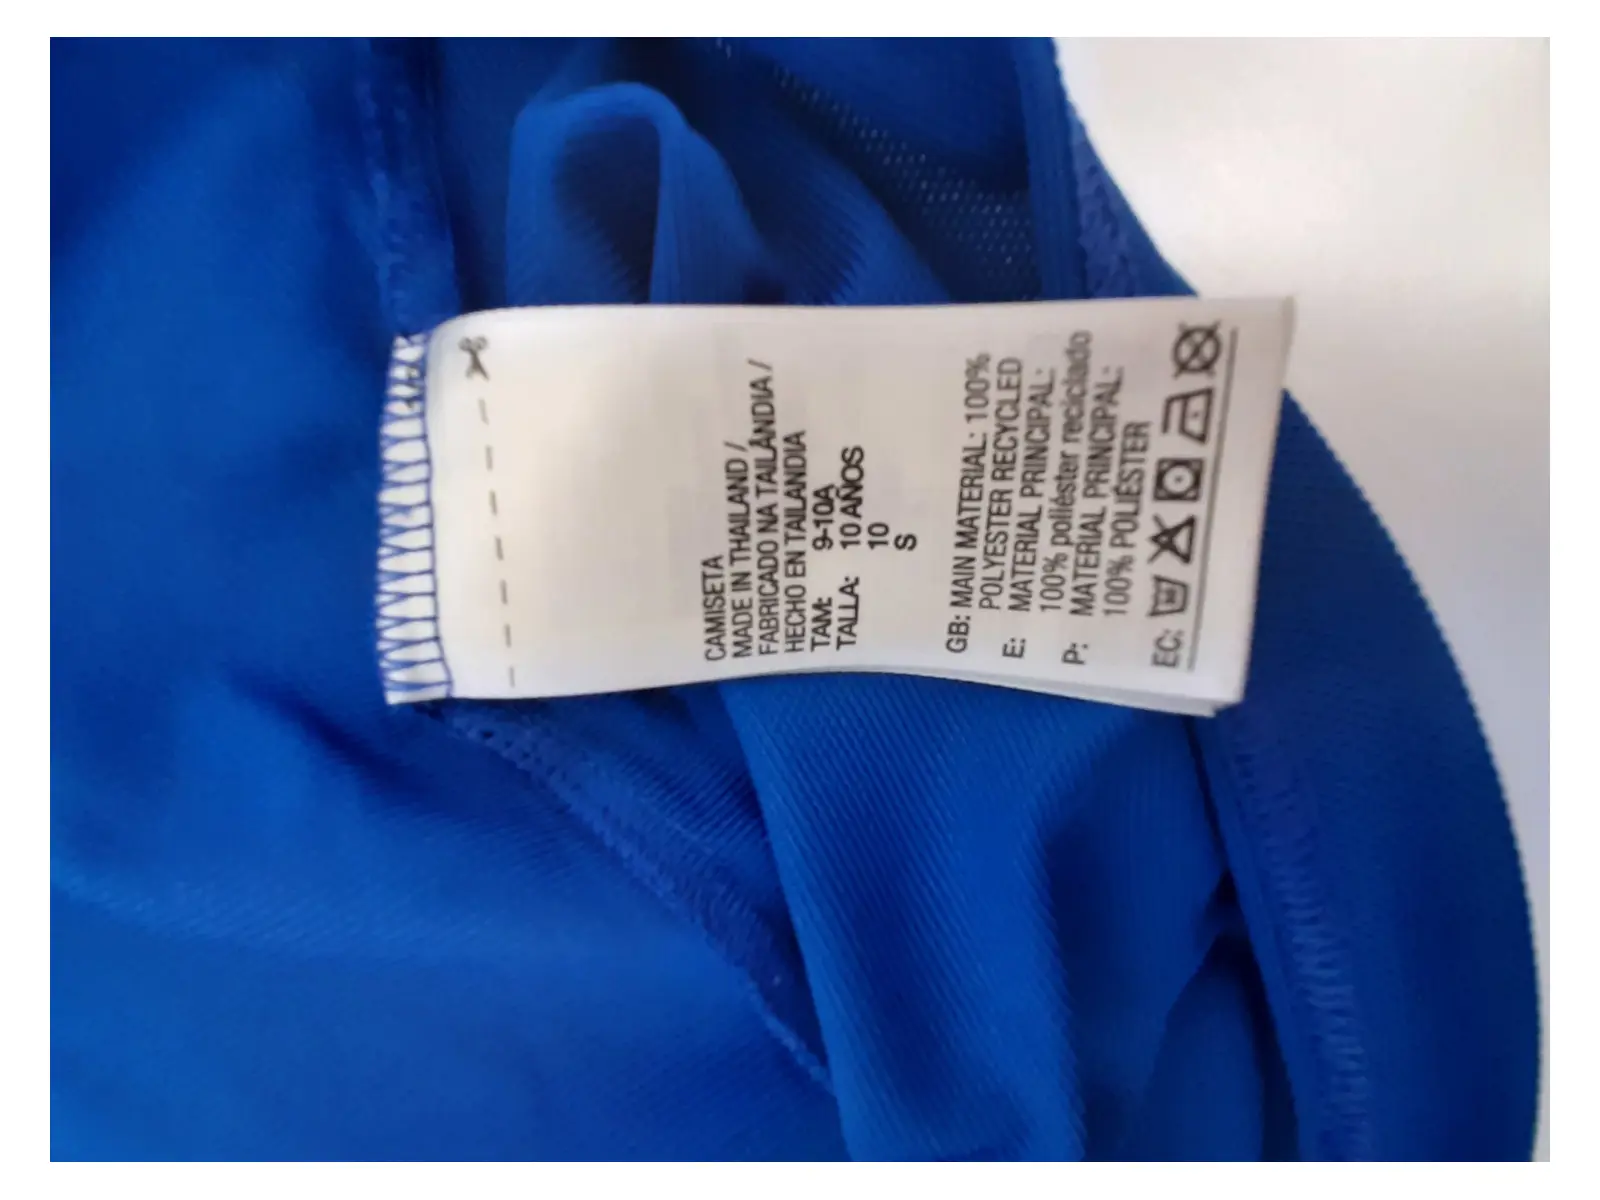 CAMISETA
MADE IN THAILAND /
FABRICADO NA TAILÂNDIA /
HECHO EN TAILANDIA
TAM: 9-10A
TALLA: 10 AÑOS
10
S
GB: MAIN MATERIAL: 100%
POLYESTER RECYCLED
E: MATERIAL PRINCIPAL:
100% poliéster reciclado
P: MATERIAL PRINCIPAL:
100% POLIÉSTER
EC: